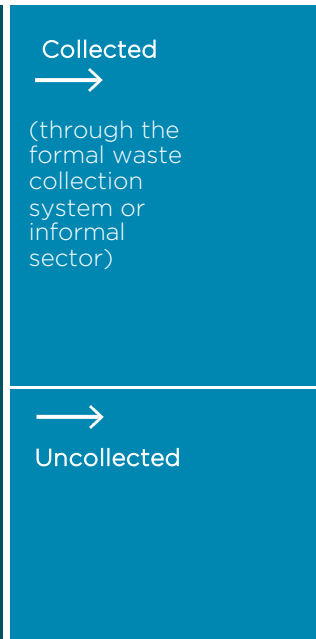 Collected
(through the
formal waste
collection
system or
informal
sector)
Uncollected